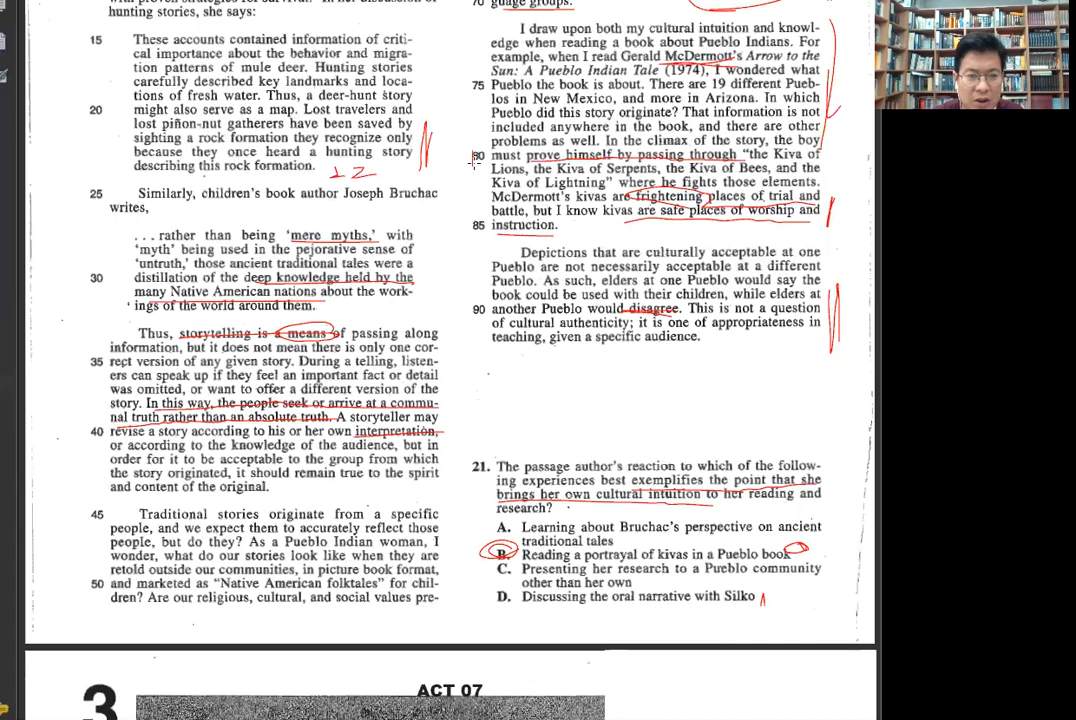 with proven strategies for survival. In her discussion of
hunting stories, she says:
15 These accounts contained information of criti-
cal importance about the behavior and migra-
tion patterns of mule deer. Hunting stories
carefully described key landmarks and loca-
tions of fresh water. Thus, a deer-hunt story
20 might also serve as a map. Lost travelers and
lost piñon-nut gatherers have been saved by
sighting a rock formation they recognize only
because they once heard a hunting story
describing this rock formation.
25 Similarly, children's book author Joseph Bruchac
writes,
. . . rather than being 'mere myths,' with
'myth' being used in the pejorative sense of
'untruth,' those ancient traditional tales were a
30 distillation of the deep knowledge held by the
many Native American nations about the work-
ings of the world around them.
Thus, storytelling is a means of passing along
information, but it does not mean there is only one cor-
35 rect version of any given story. During a telling, listen-
ers can speak up if they feel an important fact or detail
was omitted, or want to offer a different version of the
story. In this way, the people seek or arrive at a commu-
nal truth rather than an absolute truth. A storyteller may
40 revise a story according to his or her own interpretation,
or according to the knowledge of the audience, but in
order for it to be acceptable to the group from which
the story originated, it should remain true to the spirit
and content of the original.
45 Traditional stories originate from a specific
people, and we expect them to accurately reflect those
people, but do they? As a Pueblo Indian woman, I
wonder, what do our stories look like when they are
retold outside our communities, in picture book format,
50 and marketed as "Native American folktales" for chil-
dren? Are our religious, cultural, and social values pre-
70 guage groups.
I draw upon both my cultural intuition and knowl-
edge when reading a book about Pueblo Indians. For
example, when I read Gerald McDermott's Arrow to the
Sun: A Pueblo Indian Tale (1974), I wondered what
75 Pueblo the book is about. There are 19 different Pueb-
los in New Mexico, and more in Arizona. In which
Pueblo did this story originate? That information is not
included anywhere in the book, and there are other
problems as well. In the climax of the story, the boy
80 must prove himself by passing through "the Kiva of
Lions, the Kiva of Serpents, the Kiva of Bees, and the
Kiva of Lightning" where he fights those elements.
McDermott's kivas are frightening places of trial and
battle, but I know kivas are safe places of worship and
85 instruction.
Depictions that are culturally acceptable at one
Pueblo are not necessarily acceptable at a different
Pueblo. As such, elders at one Pueblo would say the
book could be used with their children, while elders at
90 another Pueblo would disagree. This is not a question
of cultural authenticity; it is one of appropriateness in
teaching, given a specific audience.
21. The passage author's reaction to which of the follow-
ing experiences best exemplifies the point that she
brings her own cultural intuition to her reading and
research?
A. Learning about Bruchac's perspective on ancient
traditional tales
B. Reading a portrayal of kivas in a Pueblo book
C. Presenting her research to a Pueblo community
other than her own
D. Discussing the oral narrative with Silko
3
ACT 07